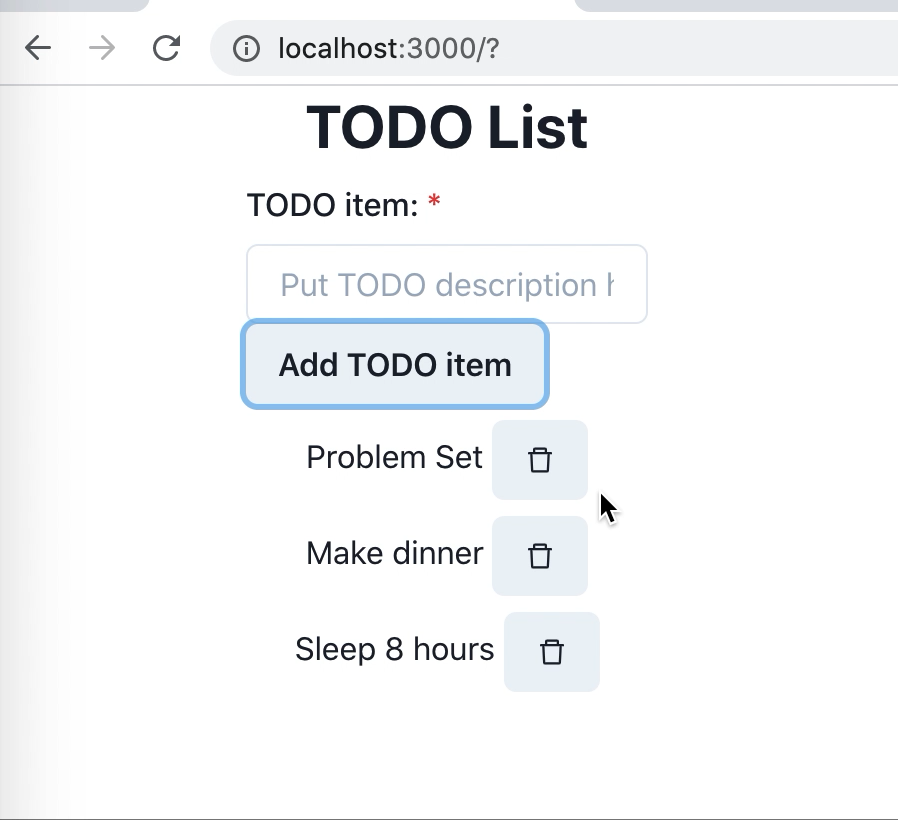 localhost:3000/?
TODO List
TODO item: *
Put TODO description
Add TODO item
Problem Set
Make dinner
Sleep 8 hours